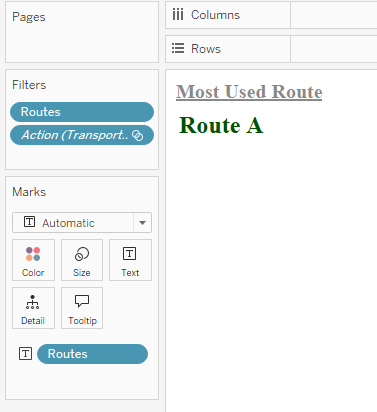 Pages
Columns
Rows
Filters
Routes
Action (Transport..
Marks
Automatic
Color
Size
Text
Detail
Tooltip
Routes
Most Used Route
Route A